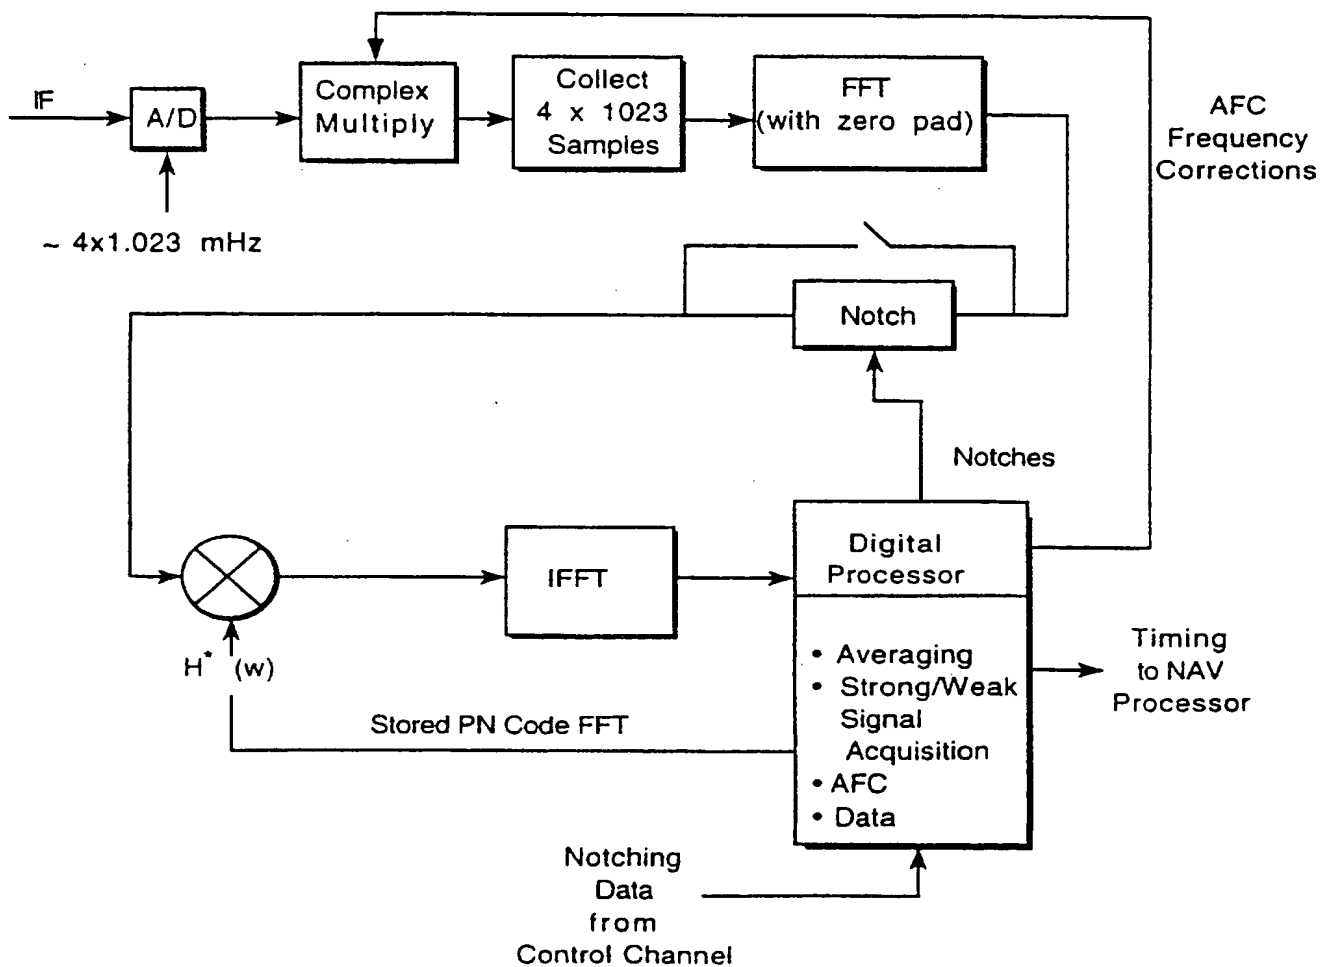 IF
A/D
~ 4x1.023 mHz
Complex
Multiply
Collect
4 x 1023
Samples
FFT
(with zero pad)
AFC
Frequency
Corrections
Notch
Notches
H* (w)
IFFT
Stored PN Code FFT
Digital
Processor
• Averaging
• Strong/Weak
Signal
Acquisition
• AFC
• Data
Timing
to NAV
Processor
Notching
Data
from
Control Channel